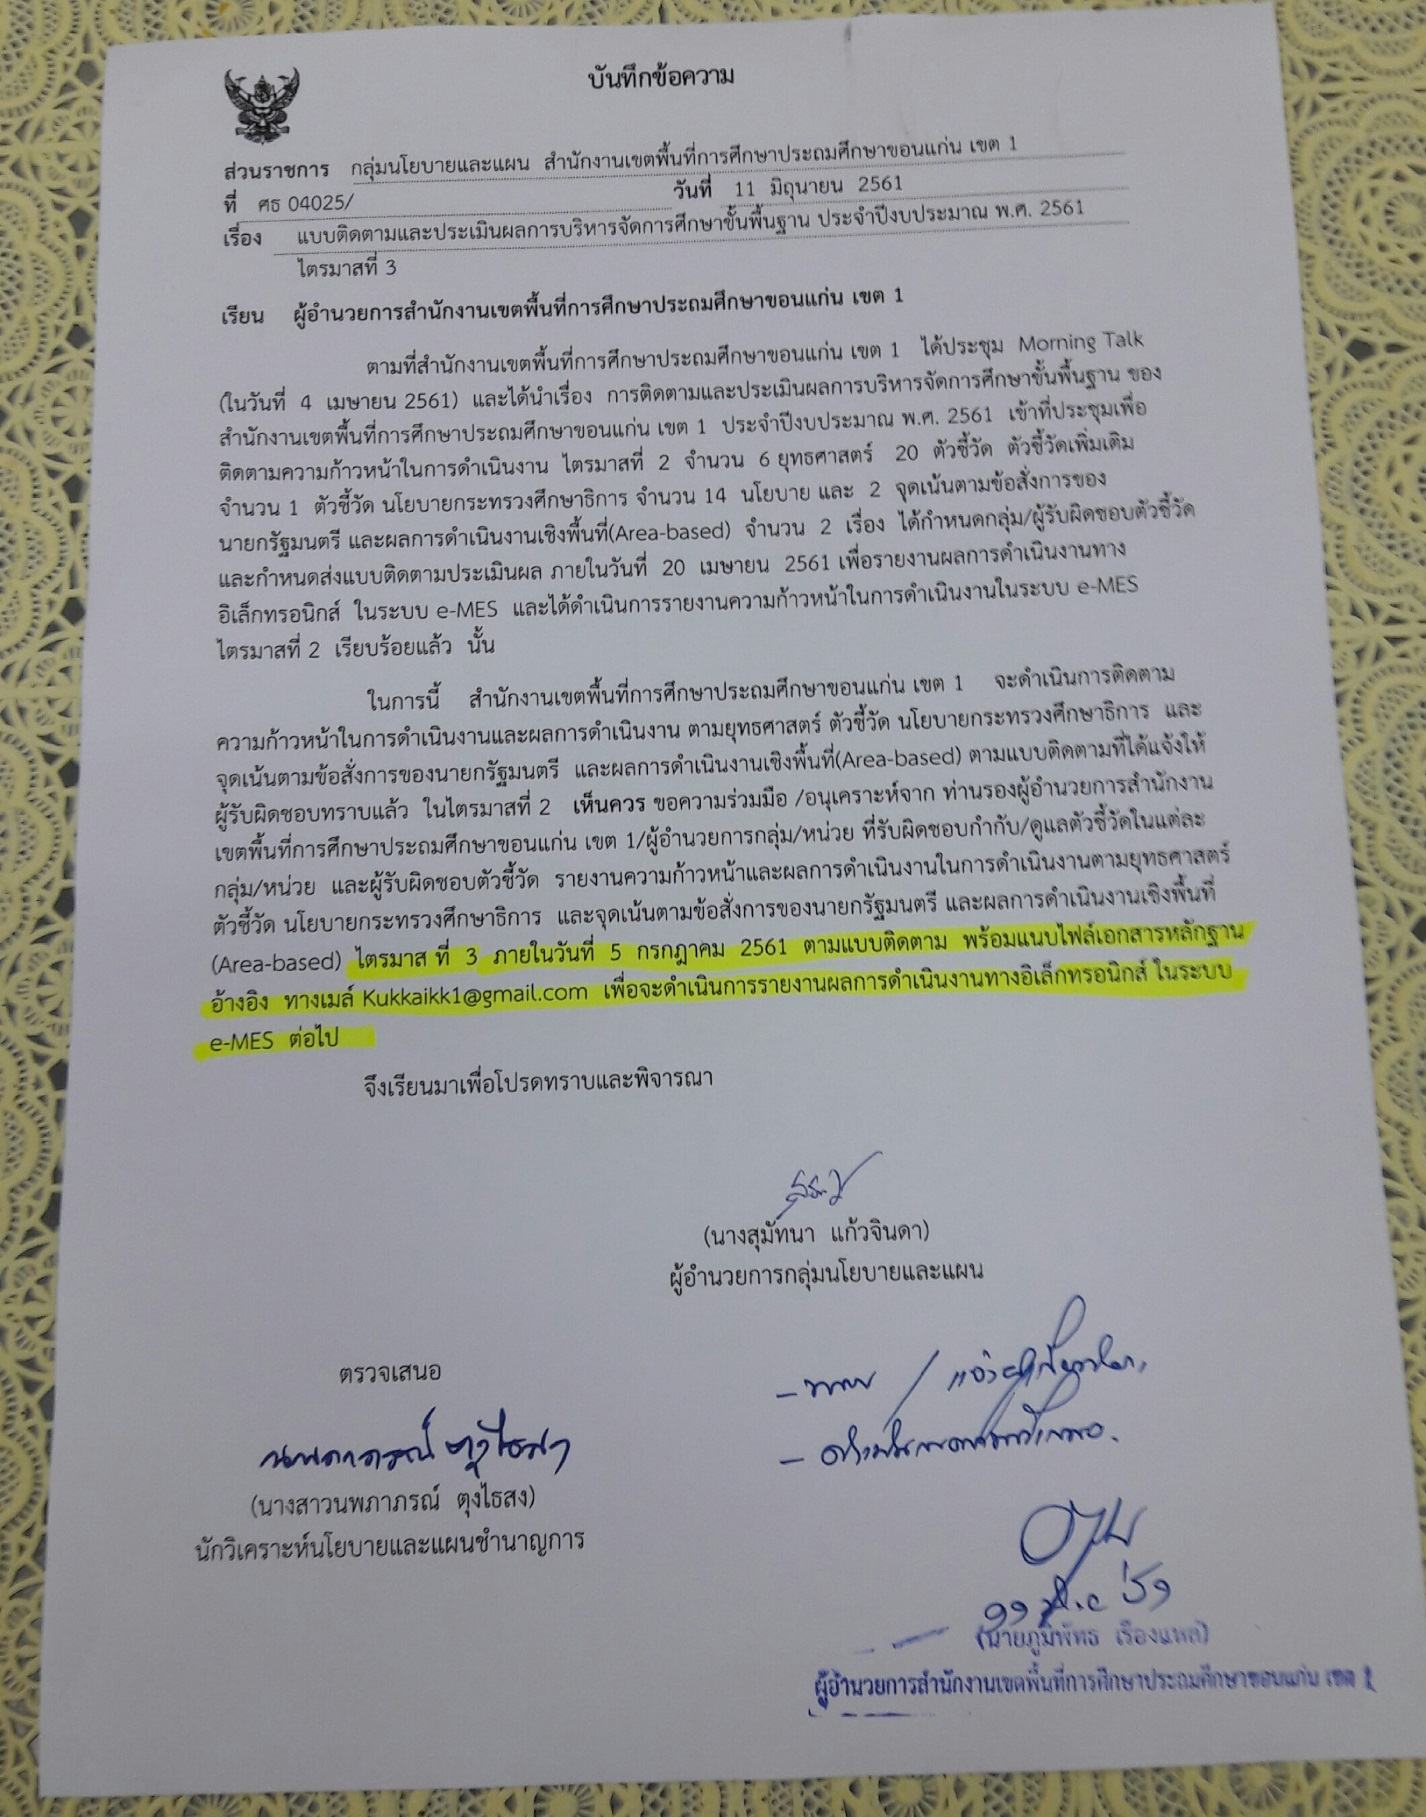 บันทึกข้อความ
ส่วนราชการ กลุ่มนโยบายและแผน สำนักงานเขตพื้นที่การศึกษาประถมศึกษาขอนแก่น เขต 1
ที่ ศธ 04025/ วันที่ 11 มิถุนายน 2561
เรื่อง แบบติดตามและประเมินผลการบริหารจัดการศึกษาขั้นพื้นฐาน ประจำปีงบประมาณ พ.ศ. 2561
ไตรมาสที่ 3
เรียน ผู้อำนวยการสำนักงานเขตพื้นที่การศึกษาประถมศึกษาขอนแก่น เขต 1
ตามที่สำนักงานเขตพื้นที่การศึกษาประถมศึกษาขอนแก่น เขต 1 ได้ประชุม Morning Talk
(ในวันที่ 4 เมษายน 2561) และได้นำเรื่อง การติดตามและประเมินผลการบริหารจัดการศึกษาขั้นพื้นฐาน ของ
สำนักงานเขตพื้นที่การศึกษาประถมศึกษาขอนแก่น เขต 1 ประจำปีงบประมาณ พ.ศ. 2561 เข้าที่ประชุมเพื่อ
ติดตามความก้าวหน้าในการดำเนินงาน ไตรมาสที่ 2 จำนวน 6 ยุทธศาสตร์ 20 ตัวชี้วัด ตัวชี้วัดเพิ่มเติม
จำนวน 1 ตัวชี้วัด นโยบายกระทรวงศึกษาธิการ จำนวน 14 นโยบาย และ 2 จุดเน้นตามข้อสั่งการของ
นายกรัฐมนตรี และผลการดำเนินงานเชิงพื้นที่(Area-based) จำนวน 2 เรื่อง ได้กำหนดกลุ่ม/ผู้รับผิดชอบตัวชี้วัด
และกำหนดส่งแบบติดตามประเมินผล ภายในวันที่ 20 เมษายน 2561 เพื่อรายงานผลการดำเนินงานทาง
อิเล็กทรอนิกส์ ในระบบ e-MES และได้ดำเนินการรายงานความก้าวหน้าในการดำเนินงานในระบบ e-MES
ไตรมาสที่ 2 เรียบร้อยแล้ว นั้น
ในการนี้ สำนักงานเขตพื้นที่การศึกษาประถมศึกษาขอนแก่น เขต 1 จะดำเนินการติดตาม
ความก้าวหน้าในการดำเนินงานและผลการดำเนินงาน ตามยุทธศาสตร์ ตัวชี้วัด นโยบายกระทรวงศึกษาธิการ และ
จุดเน้นตามข้อสั่งการของนายกรัฐมนตรี และผลการดำเนินงานเชิงพื้นที่(Area-based) ตามแบบติดตามที่ได้แจ้งให้
ผู้รับผิดชอบทราบแล้ว ในไตรมาสที่ 2 เห็นควร ขอความร่วมมือ /อนุเคราะห์จาก ท่านรองผู้อำนวยการสำนักงาน
เขตพื้นที่การศึกษาประถมศึกษาขอนแก่น เขต 1/ผู้อำนวยการกลุ่ม/หน่วย ที่รับผิดชอบกำกับ/ดูแลตัวชี้วัดในแต่ละ
กลุ่ม/หน่วย และผู้รับผิดชอบตัวชี้วัด รายงานความก้าวหน้าและผลการดำเนินงานในการดำเนินงานตามยุทธศาสตร์
ตัวชี้วัด นโยบายกระทรวงศึกษาธิการ และจุดเน้นตามข้อสั่งการของนายกรัฐมนตรี และผลการดำเนินงานเชิงพื้นที่
(Area-based) ไตรมาส ที่ 3 ภายในวันที่ 5 กรกฎาคม 2561 ตามแบบติดตาม พร้อมแนบไฟล์เอกสารหลักฐาน
อ้างอิง ทางเมล์ Kukkaikk1@gmail.com เพื่อจะดำเนินการรายงานผลการดำเนินงานทางอิเล็กทรอนิกส์ ในระบบ
e-MES ต่อไป
จึงเรียนมาเพื่อโปรดทราบและพิจารณา
(นางสุมัทนา แก้วจินดา)
ผู้อำนวยการกลุ่มนโยบายและแผน
ตรวจเสนอ
นพภาภรณ์ ตุงไธสง
(นางสาวนพภาภรณ์ ตุงไธสง)
นักวิเคราะห์นโยบายและแผนชำนาญการ
- ทราบ /
(นายภูมิพัทธ เรืองแหล่)
ผู้อำนวยการสำนักงานเขตพื้นที่การศึกษาประถมศึกษาขอนแก่น เขต 1